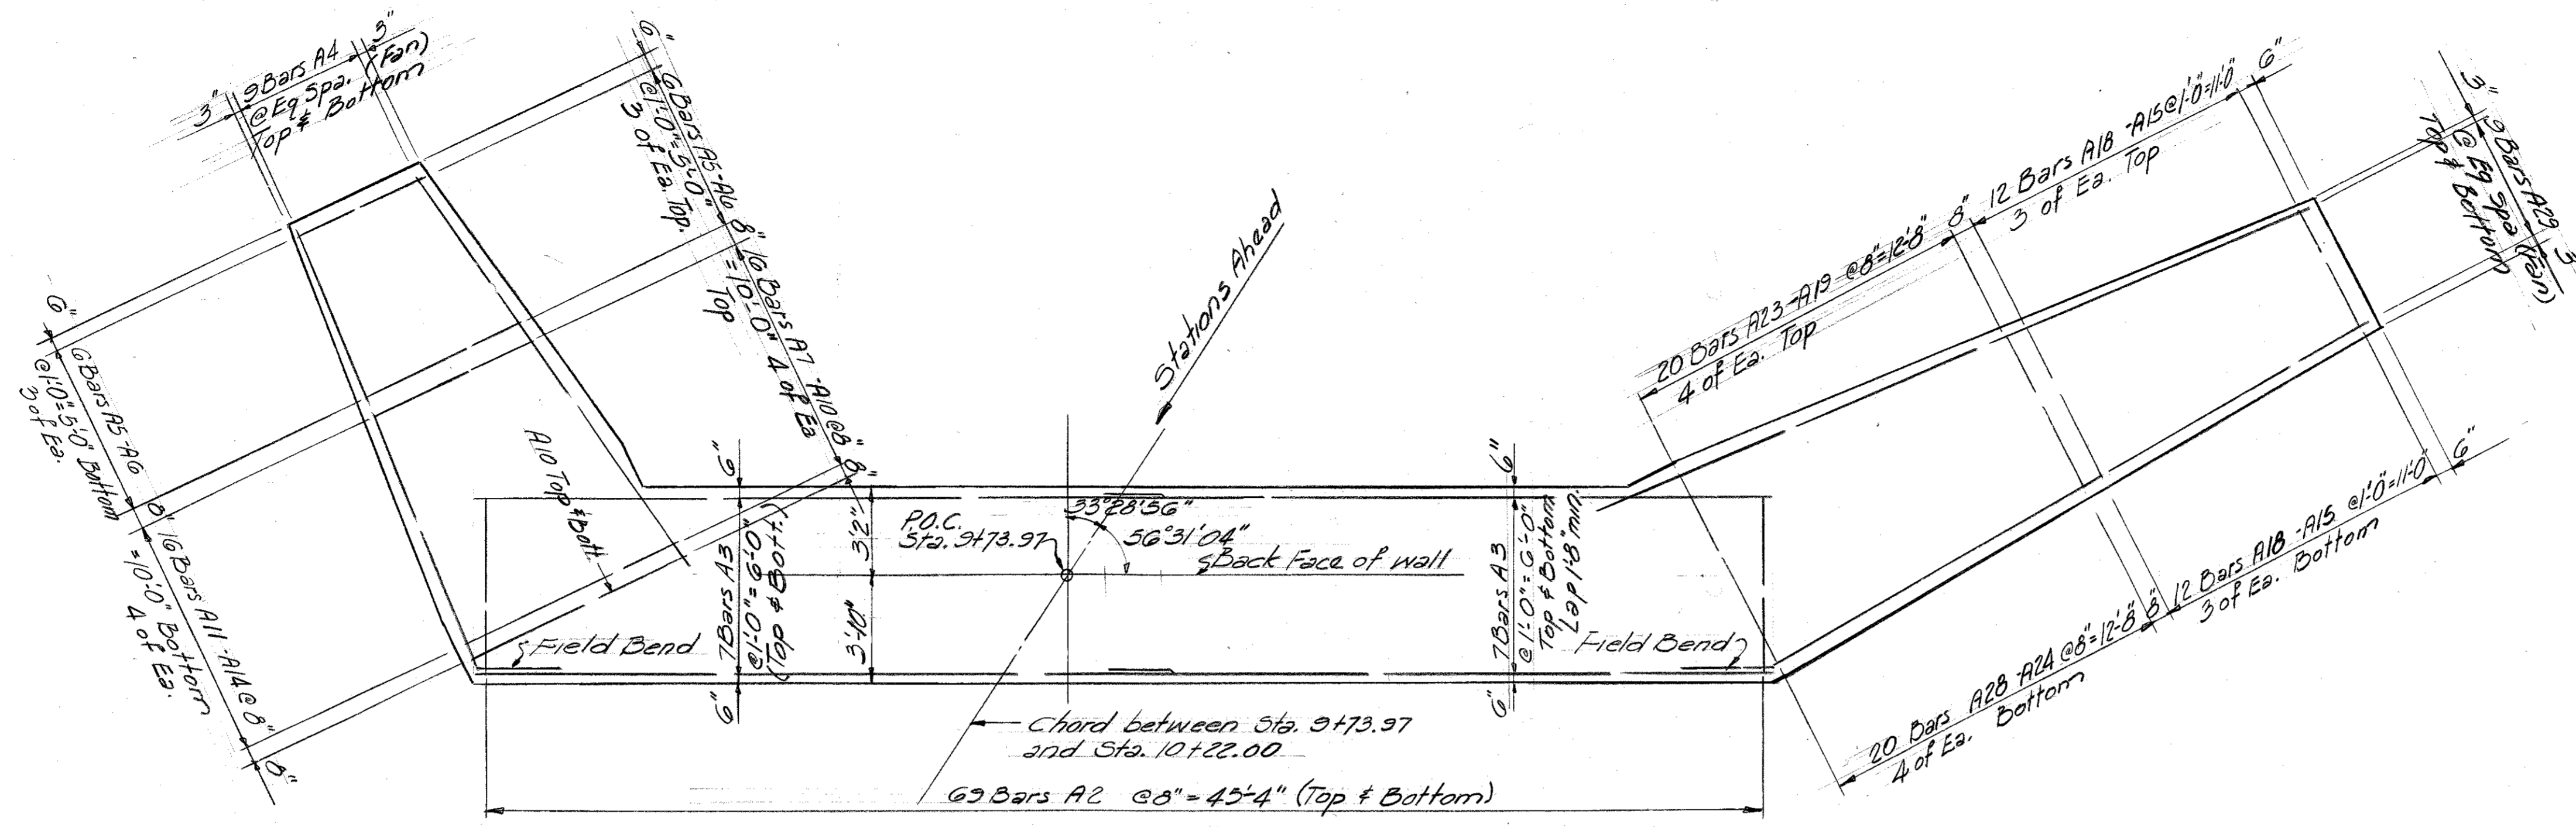 3"
9 Bars A4
@ Eq. Spa. (Fan)
Top & Bottom
3"
6"
6 Bars A5-A6
@1'-0"=5'-0"
3 of Ea. Top.
8"
16 Bars A7-A10 @8"
=10'-0" 4 of Ea
Top
8"
6"
6 Bars A5-A6
@1'-0"=5'-0" Bottom
3 of Ea.
8"
16 Bars A11-A14 @ 8"
=10'-0" Bottom
4 of Ea.
8"
A10 Top & Bott.
Field Bend
6"
7 Bars A3
@1'-0"=6'-0"
(Top & Bott.)
6"
3'-2"
3'-10"
Stations Ahead
33°28'56"
56°31'04"
P.O.C.
Sta. 9+73.97
Back Face of wall
Chord between Sta. 9+73.97
and Sta. 10+22.00
69 Bars A2 @8"=45'-4" (Top & Bottom)
6"
7 Bars A3
@1'-0"=6'-0"
Top & Bottom
Lap 1'-8" min.
6"
Field Bend
20 Bars A23-A19 @8"=12'-8"
4 of Ea. Top
8"
12 Bars A18-A15 @1'-0"=11'-0"
3 of Ea. Top
6"
3"
9 Bars A29
@ Eq Spa (Fan)
Top & Bottom
3"
20 Bars A28-A24 @8"=12'-8"
4 of Ea. Bottom
8"
12 Bars A18-A15 @1'-0"=11'-0"
3 of Ea. Bottom
6"